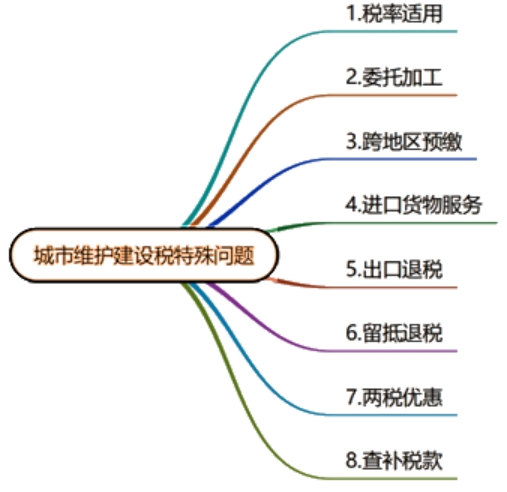 1.税率适用
2.委托加工
3.跨地区预缴
4.进口货物服务
城市维护建设税特殊问题
5.出口退税
6.留抵退税
7.两税优惠
8.查补税款